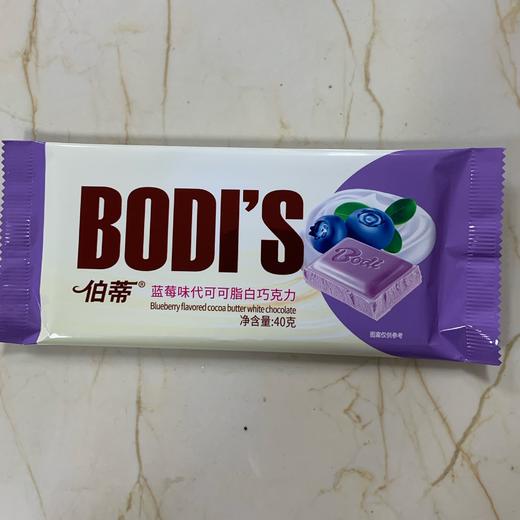 BODI'S
伯蒂®
蓝莓味代可可脂白巧克力
Blueberry flavored cocoa butter white chocolate
净含量:40克
Bodi
图案仅供参考